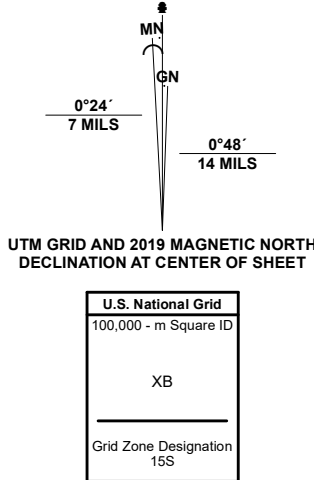 MN
GN
0°24´
7 MILS
0°48´
14 MILS
UTM GRID AND 2019 MAGNETIC NORTH
DECLINATION AT CENTER OF SHEET
U.S. National Grid
100,000 - m Square ID
XB
Grid Zone Designation
15S